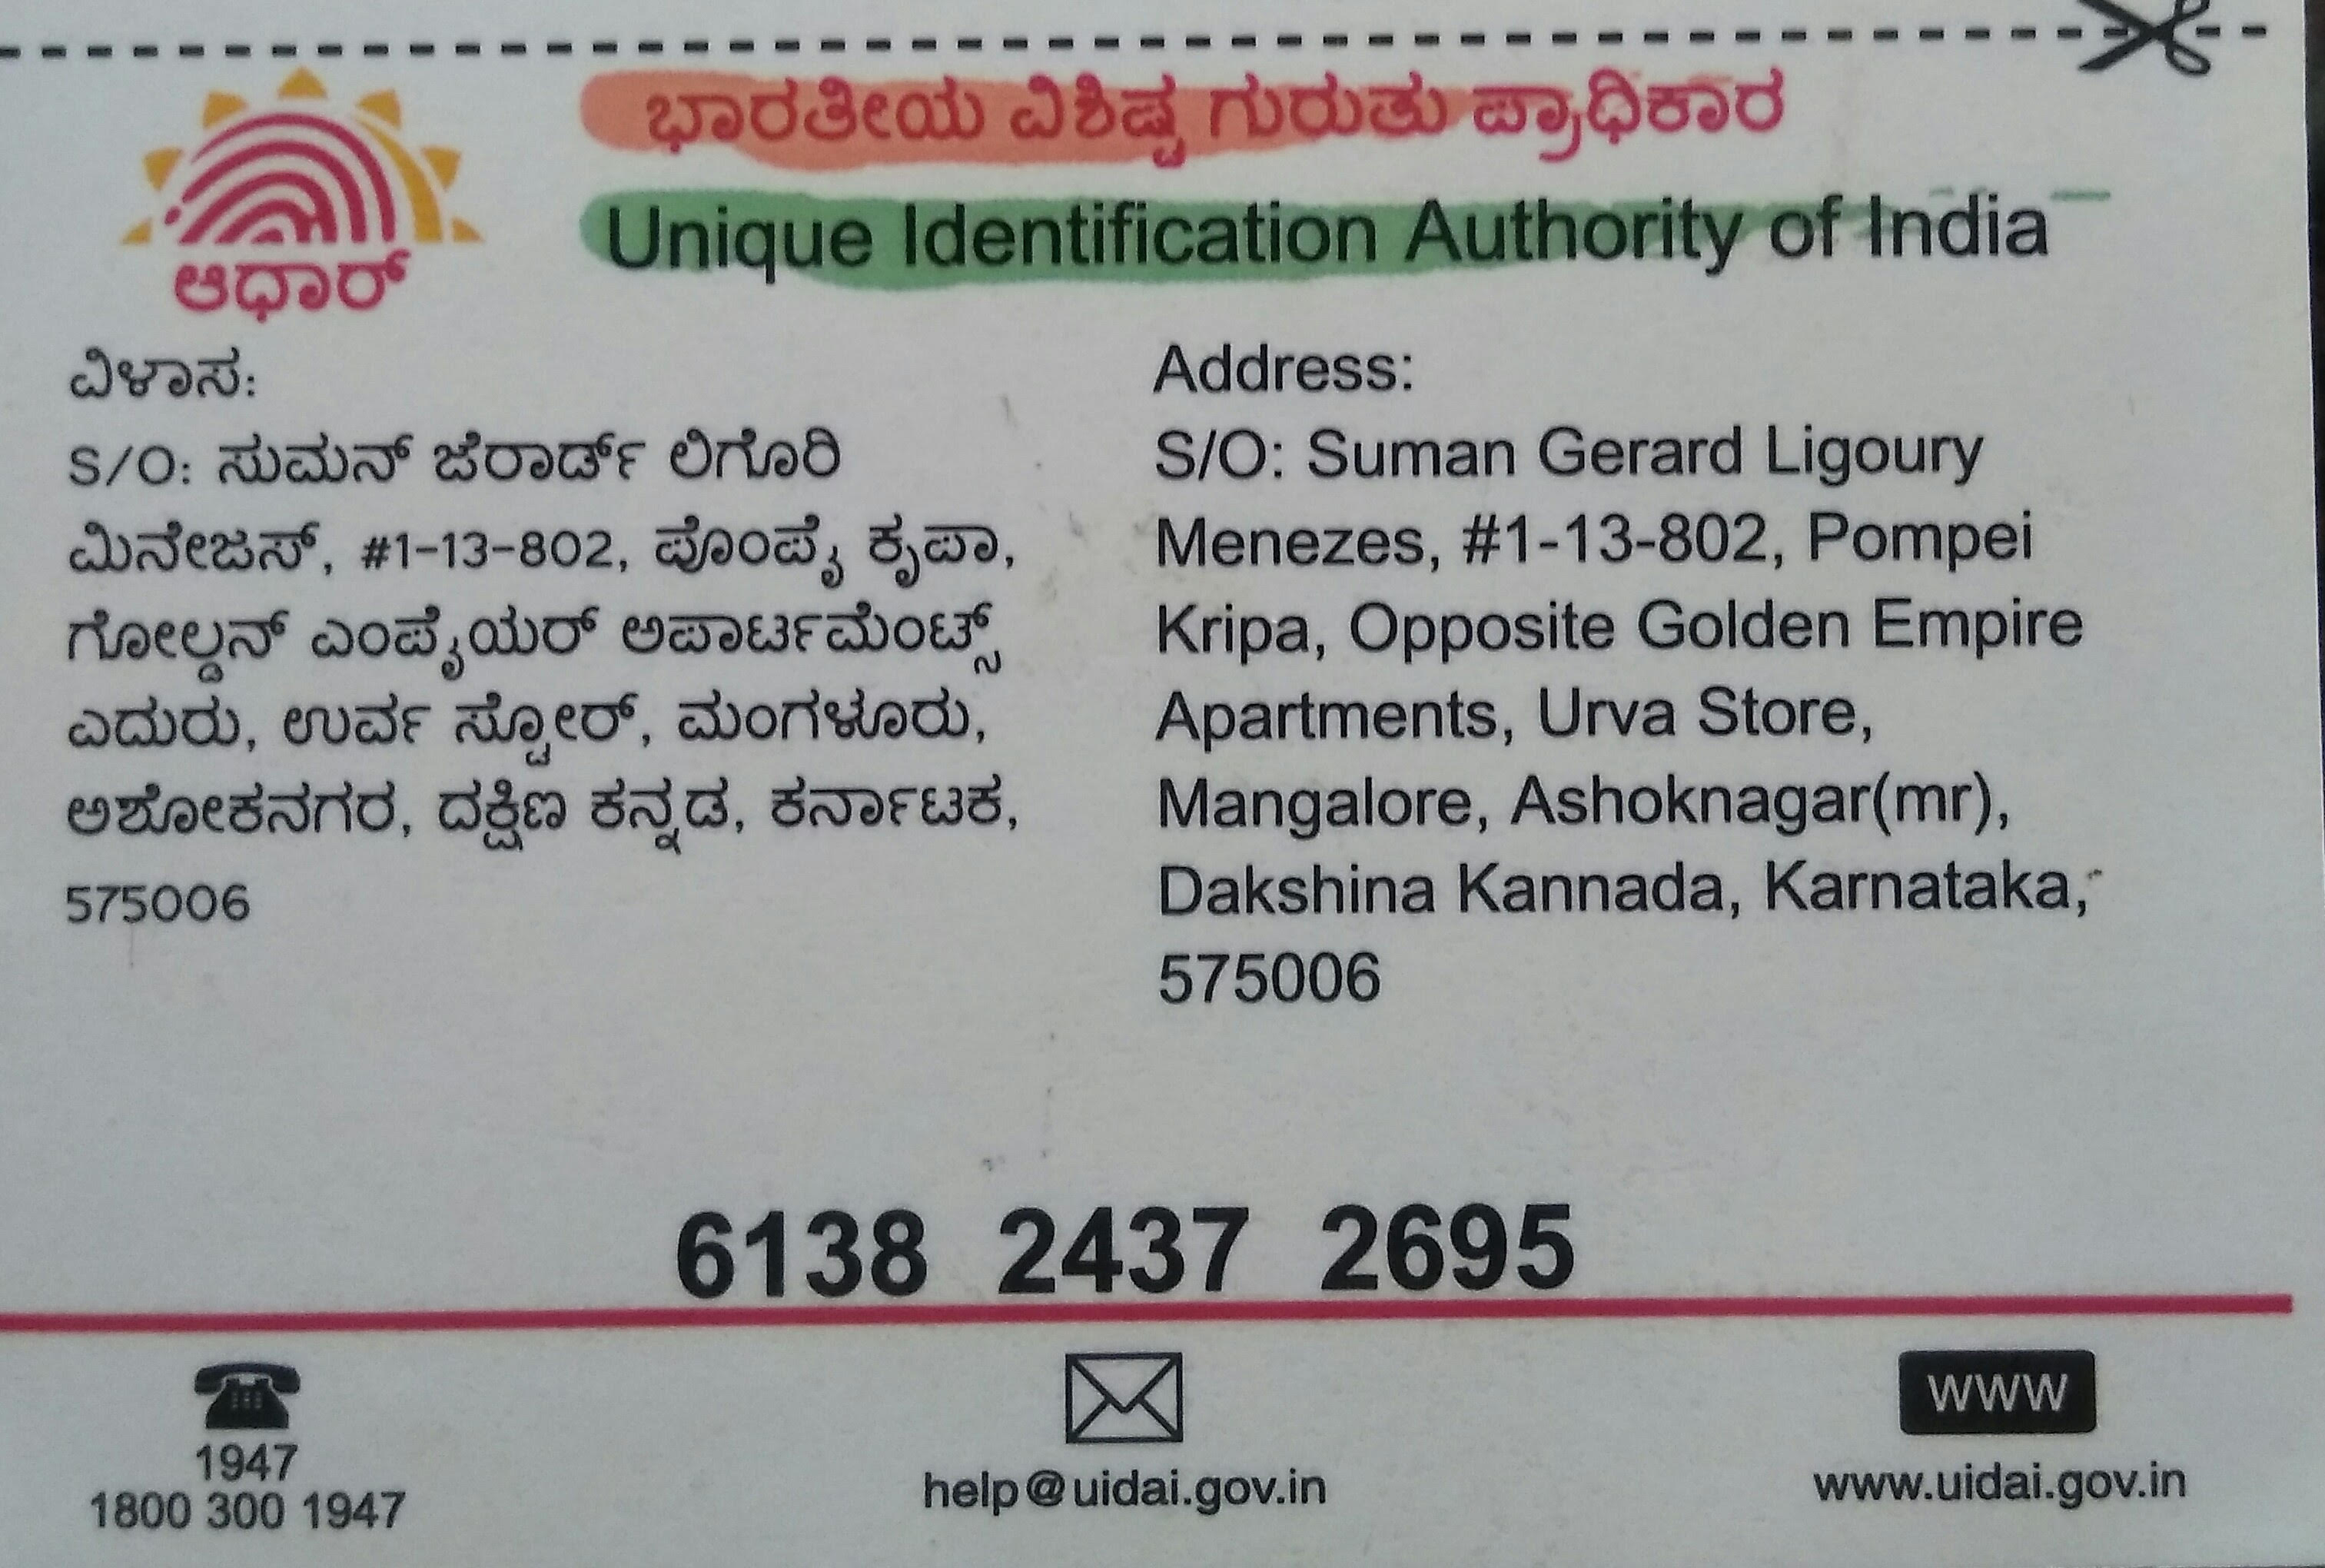 ಭಾರತೀಯ ವಿಶಿಷ್ಟ ಗುರುತು ಪ್ರಾಧಿಕಾರ
Unique Identification Authority of India
ಆಧಾರ್
ವಿಳಾಸ:
S/O: ಸುಮನ್ ಜೆರಾರ್ಡ್ ಲಿಗೊರಿ
ಮಿನೇಜಸ್, #1-13-802, ಪೊಂಪೈ ಕೃಪಾ,
ಗೋಲ್ಡನ್ ಎಂಪೈಯರ್ ಅಪಾರ್ಟಮೆಂಟ್ಸ್
ಎದುರು, ಉರ್ವ ಸ್ಟೋರ್, ಮಂಗಳೂರು,
ಅಶೋಕನಗರ, ದಕ್ಷಿಣ ಕನ್ನಡ, ಕರ್ನಾಟಕ,
575006
Address:
S/O: Suman Gerard Ligoury
Menezes, #1-13-802, Pompei
Kripa, Opposite Golden Empire
Apartments, Urva Store,
Mangalore, Ashoknagar(mr),
Dakshina Kannada, Karnataka,
575006
6138 2437 2695
1947
1800 300 1947
help@uidai.gov.in
www
www.uidai.gov.in